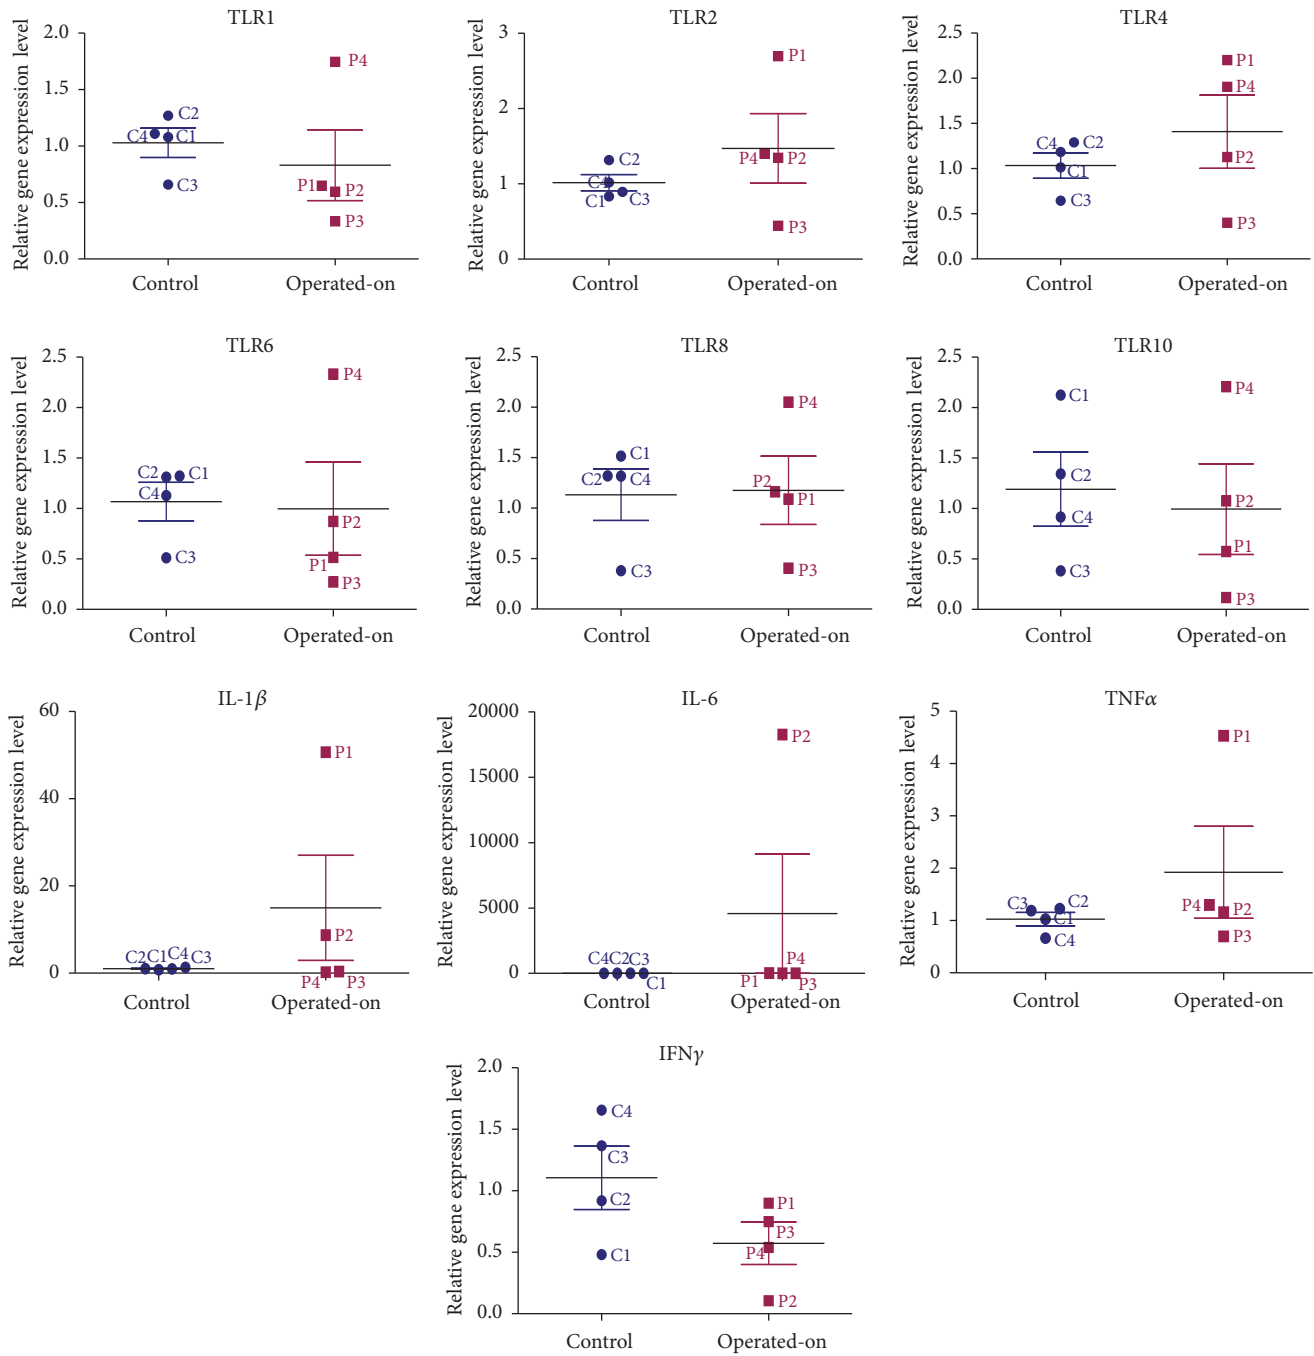 TLR1
Relative gene expression level
2.0
1.5
1.0
0.5
0.0
C2
C4
C1
C3
P4
P1
P2
P3
Control
Operated-on
TLR2
Relative gene expression level
3
2
1
0
C2
C4
C1
C3
P1
P4
P2
P3
Control
Operated-on
TLR4
Relative gene expression level
2.5
2.0
1.5
1.0
0.5
0.0
C4
C2
C1
C3
P1
P4
P2
P3
Control
Operated-on
TLR6
Relative gene expression level
2.5
2.0
1.5
1.0
0.5
0.0
C2
C1
C4
C3
P4
P2
P1
P3
Control
Operated-on
TLR8
Relative gene expression level
2.5
2.0
1.5
1.0
0.5
0.0
C1
C2
C4
C3
P4
P2
P1
P3
Control
Operated-on
TLR10
Relative gene expression level
2.5
2.0
1.5
1.0
0.5
0.0
C1
C2
C4
C3
P4
P2
P1
P3
Control
Operated-on
IL-1β
Relative gene expression level
60
40
20
0
C2
C1
C4
C3
P1
P2
P4
P3
Control
Operated-on
IL-6
Relative gene expression level
20000
15000
10000
5000
0
C4
C2
C3
C1
P2
P4
P1
P3
Control
Operated-on
TNFα
Relative gene expression level
5
4
3
2
1
0
C3
C2
C1
C4
P1
P4
P2
P3
Control
Operated-on
IFNγ
Relative gene expression level
2.0
1.5
1.0
0.5
0.0
C4
C3
C2
C1
P1
P3
P4
P2
Control
Operated-on